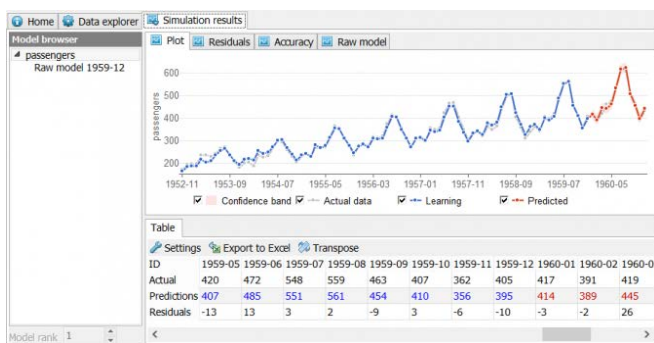 Home Data explorer Simulation results
Model browser
passengers
Raw model 1959-12
Plot Residuals Accuracy Raw model
passengers
600
500
400
300
200
1952-11 1953-09 1954-07 1955-05 1956-03 1957-01 1957-11 1958-09 1959-07 1960-05
Confidence band Actual data Learning Predicted
Table
Settings Export to Excel Transpose
ID 1959-05 1959-06 1959-07 1959-08 1959-09 1959-10 1959-11 1959-12 1960-01 1960-02 1960-0
Actual 420 472 548 559 463 407 362 405 417 391 419
Predictions 407 485 551 561 454 410 356 395 414 389 445
Residuals -13 13 3 2 -9 3 -6 -10 -3 -2 26
Model rank 1